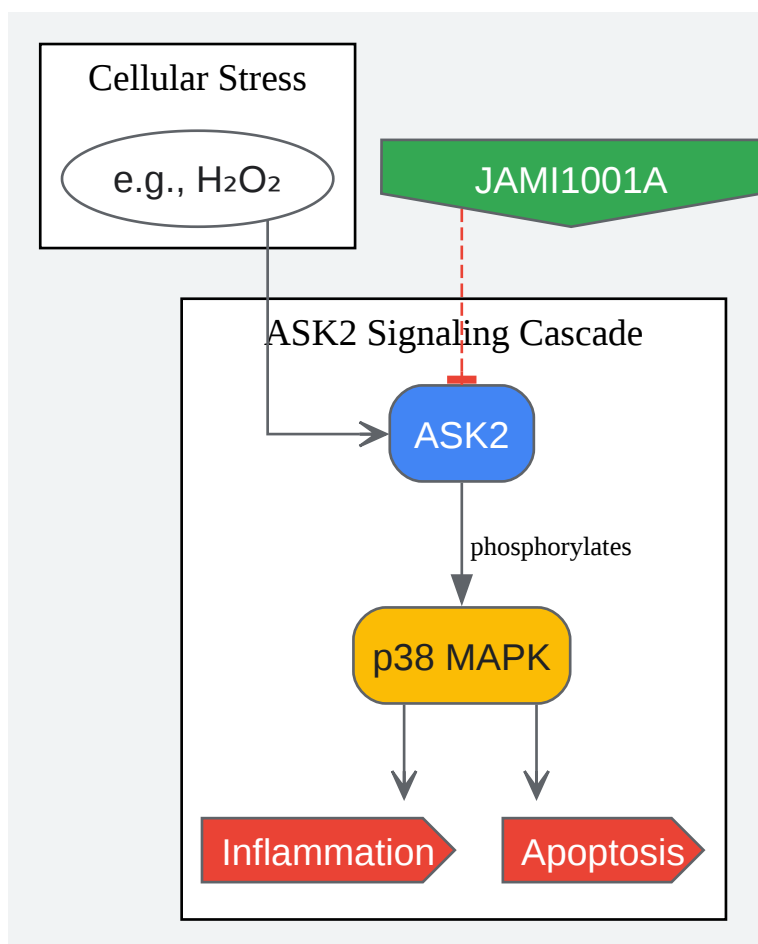 Cellular Stress
e.g., H₂O₂
JAMI1001A
ASK2 Signaling Cascade
ASK2
phosphorylates
p38 MAPK
Inflammation
Apoptosis